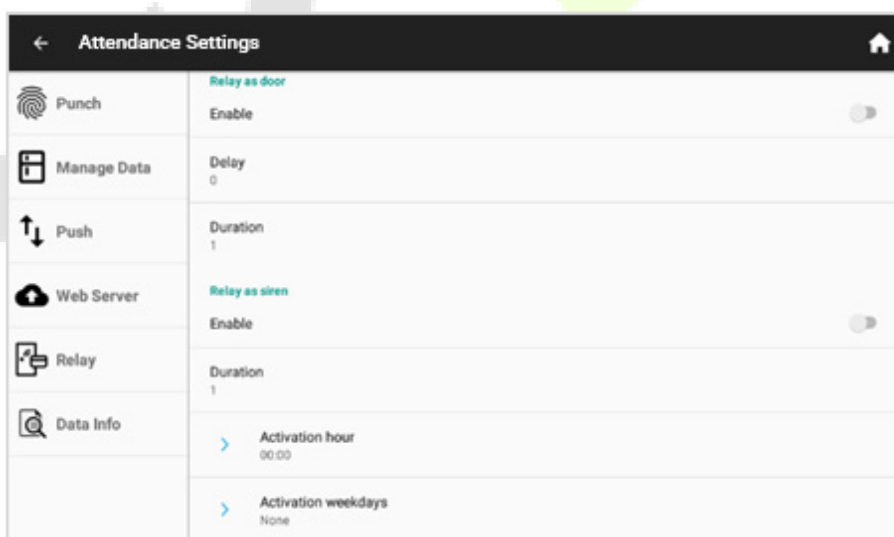 Attendance Settings
Punch
Manage Data
Push
Web Server
Relay
Data Info
Relay as door
Enable
Delay
0
Duration
1
Relay as siren
Enable
Duration
1
Activation hour
00:00
Activation weekdays
None